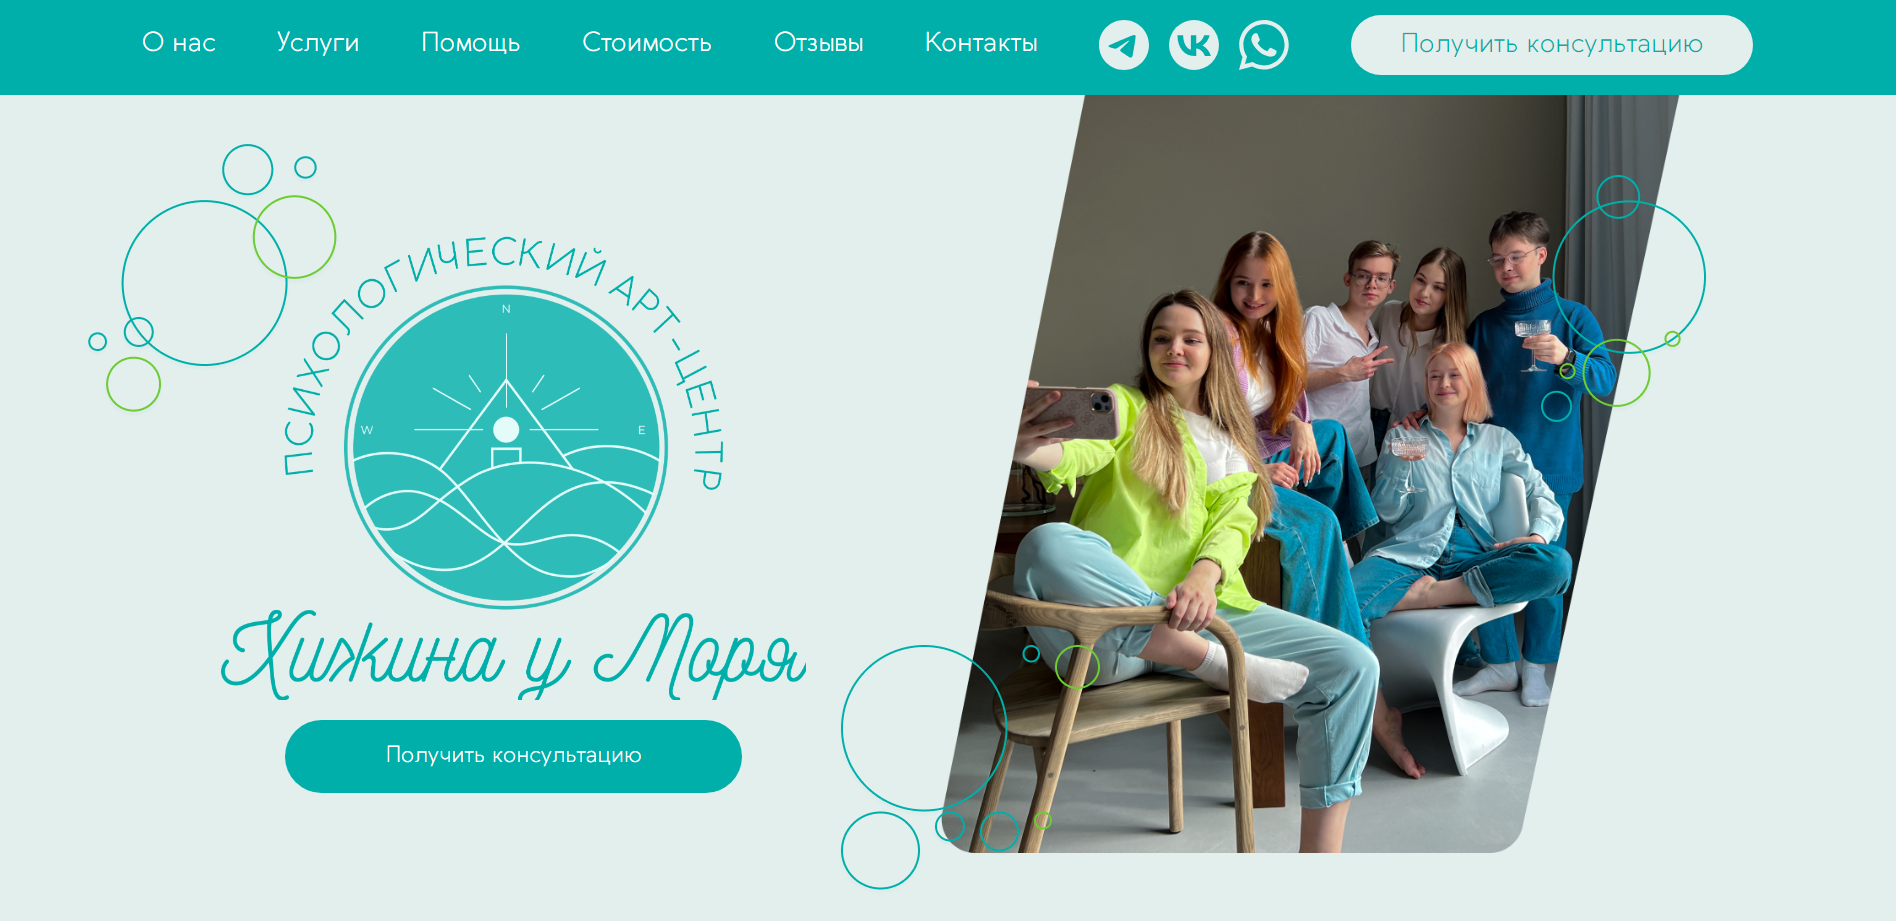 О нас
Услуги
Помощь
Стоимость
Отзывы
Контакты
Получить консультацию
ПСИХОЛОГИЧЕСКИЙ АРТ-ЦЕНТР
N
W
E
Хижина у Моря
Получить консультацию